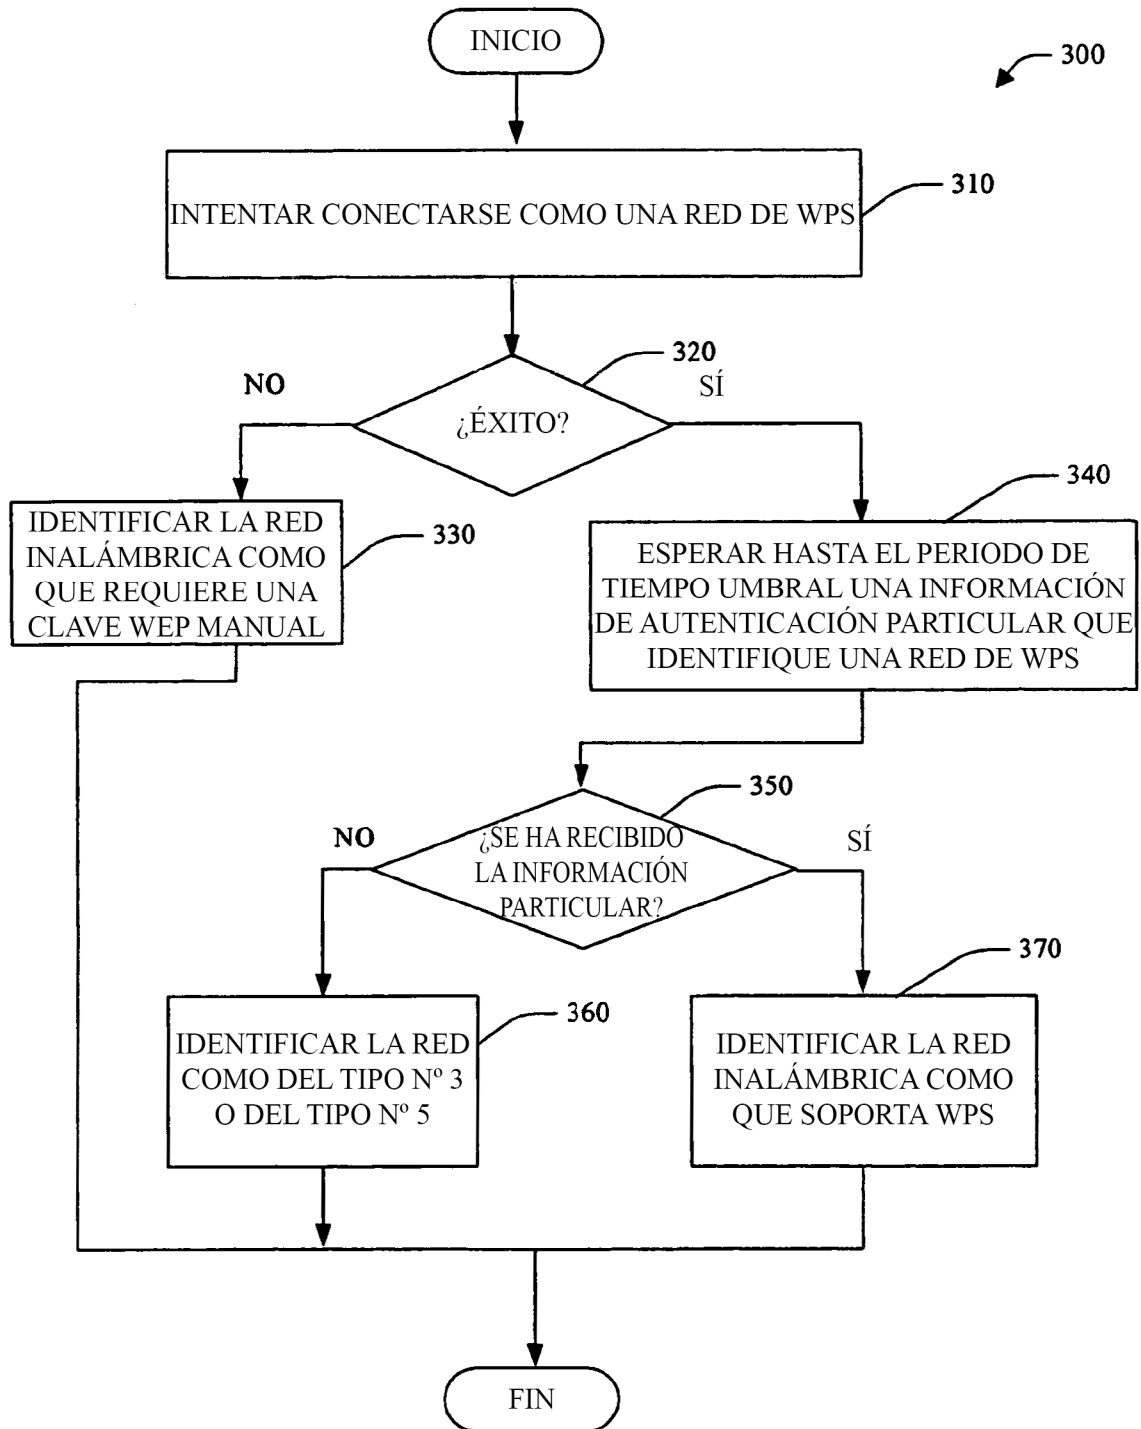 INICIO
300
INTENTAR CONECTARSE COMO UNA RED DE WPS
310
320
NO
SÍ
¿ÉXITO?
IDENTIFICAR LA RED
INALÁMBRICA COMO
QUE REQUIERE UNA
CLAVE WEP MANUAL
330
340
ESPERAR HASTA EL PERIODO DE
TIEMPO UMBRAL UNA INFORMACIÓN
DE AUTENTICACIÓN PARTICULAR QUE
IDENTIFIQUE UNA RED DE WPS
350
NO
SÍ
¿SE HA RECIBIDO
LA INFORMACIÓN
PARTICULAR?
360
IDENTIFICAR LA RED
COMO DEL TIPO Nº 3
O DEL TIPO Nº 5
370
IDENTIFICAR LA RED
INALÁMBRICA COMO
QUE SOPORTA WPS
FIN